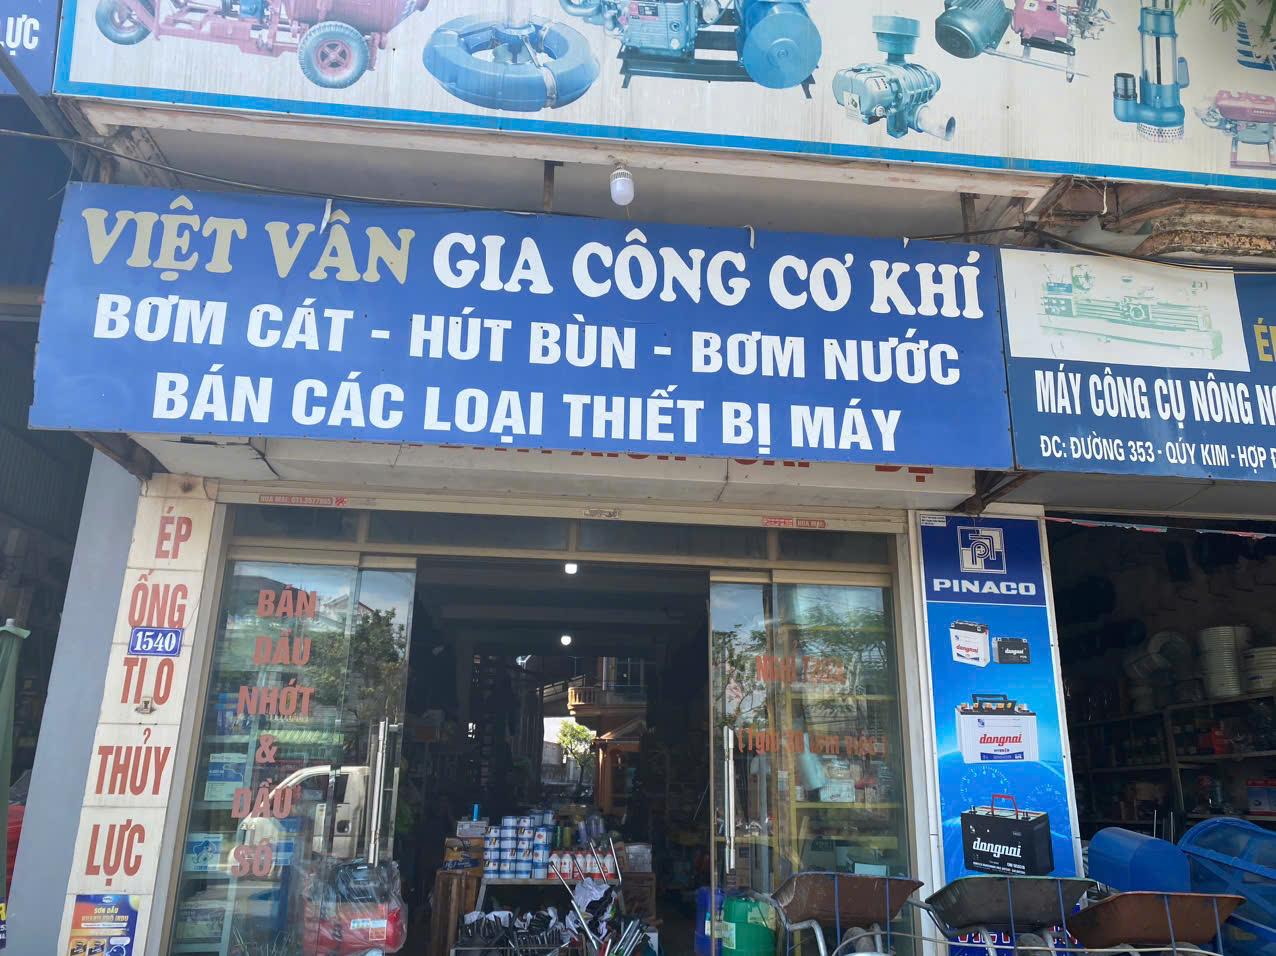 LỰC
VIỆT VÂN GIA CÔNG CƠ KHÍ
BƠM CÁT - HÚT BÙN - BƠM NƯỚC
BÁN CÁC LOẠI THIẾT BỊ MÁY
MÁY CÔNG CỤ NÔNG
ĐC: ĐƯỜNG 353 - QÚY KIM - HỢP
ÉP
ỐNG
1540
TI.O
THỦY
LỰC
BÁN
DẦU
NHỚT
&
DẦU
SỐ
PINACO
dongnai
dongnai